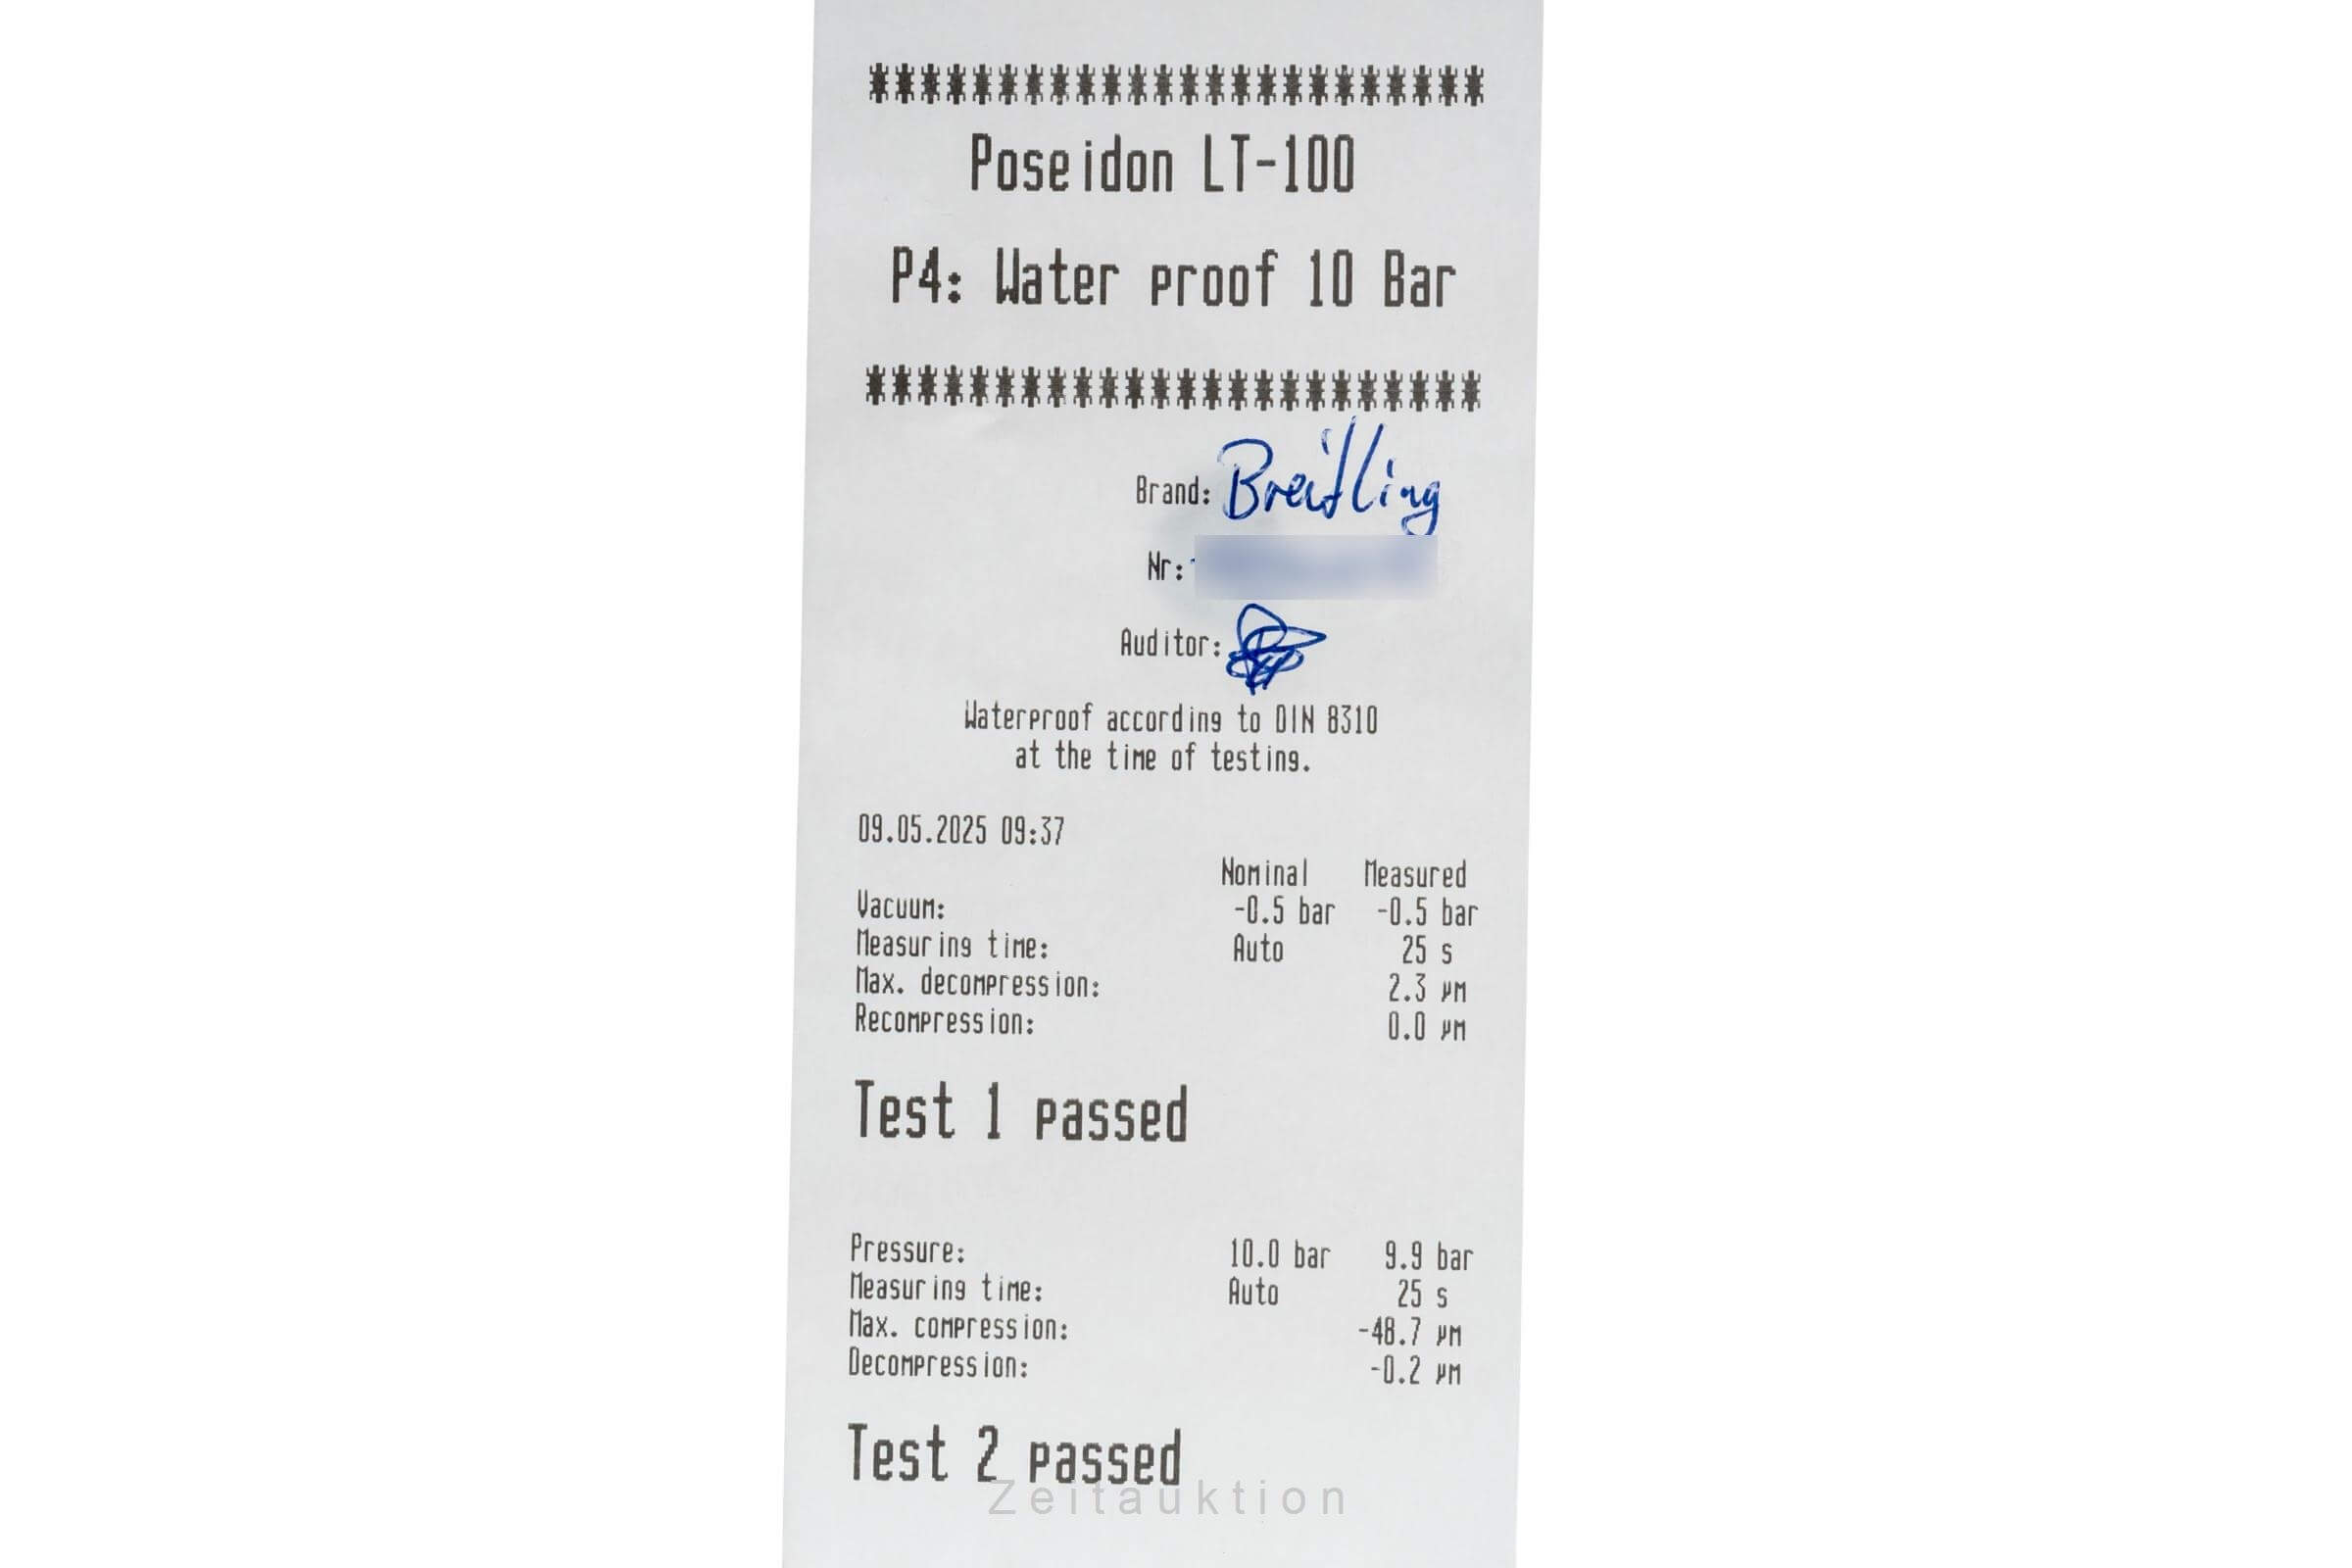 ************************
Poseidon LT-100
P4: Water proof 10 Bar
************************
Brand: Breitling
Nr:
Auditor:
Waterproof according to DIN 8310
at the time of testing.
09.05.2025 09:37
Nominal Measured
Vacuum: -0.5 bar -0.5 bar
Measuring time: Auto 25 s
Max. decompression: 2.3 µm
Recompression: 0.0 µm
Test 1 passed
Pressure: 10.0 bar 9.9 bar
Measuring time: Auto 25 s
Max. compression: -48.7 µm
Decompression: -0.2 µm
Test 2 passed
Zeitauktion